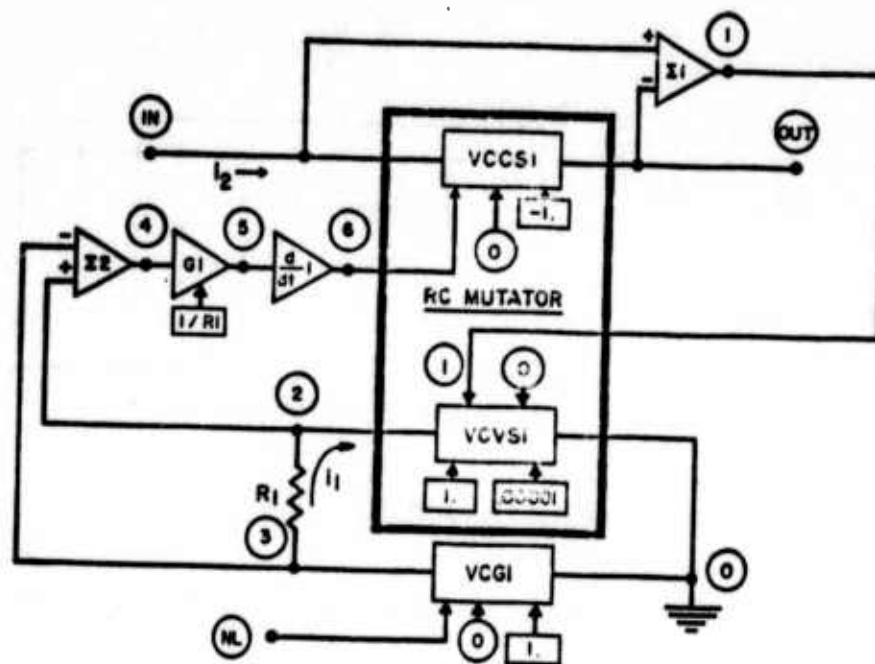 1
+
Σ1
-
IN
OUT
VCCS1
I₂ →
-1.
4
5
6
0
-
Σ2
+
G1
d
dt
1
RC MUTATOR
1/R1
1
0
2
VCVS1
R1
i₁
1.
.00001
3
VCG1
0
NL
0
1.